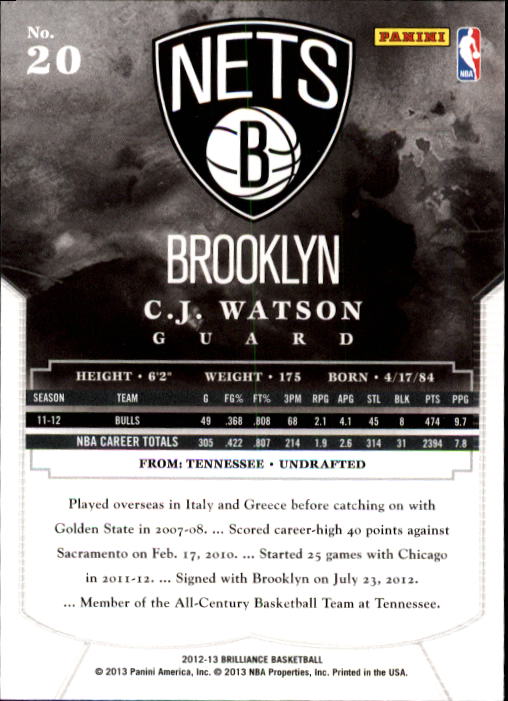 No.
20
PANINI
NBA
NETS
B
BROOKLYN
C.J. WATSON
GUARD
HEIGHT • 6'2" WEIGHT • 175 BORN • 4/17/84
SEASON TEAM G FG% FT% 3PM RPG APG STL BLK PTS PPG
11-12 BULLS 49 .368 .808 68 2.1 4.1 45 8 474 9.7
NBA CAREER TOTALS 305 .422 .807 214 1.9 2.6 314 31 2394 7.8
FROM: TENNESSEE • UNDRAFTED
Played overseas in Italy and Greece before catching on with
Golden State in 2007-08. ... Scored career-high 40 points against
Sacramento on Feb. 17, 2010. ... Started 25 games with Chicago
in 2011-12. ... Signed with Brooklyn on July 23, 2012.
... Member of the All-Century Basketball Team at Tennessee.
2012-13 BRILLIANCE BASKETBALL
© 2013 Panini America, Inc. © 2013 NBA Properties, Inc. Printed in the USA.